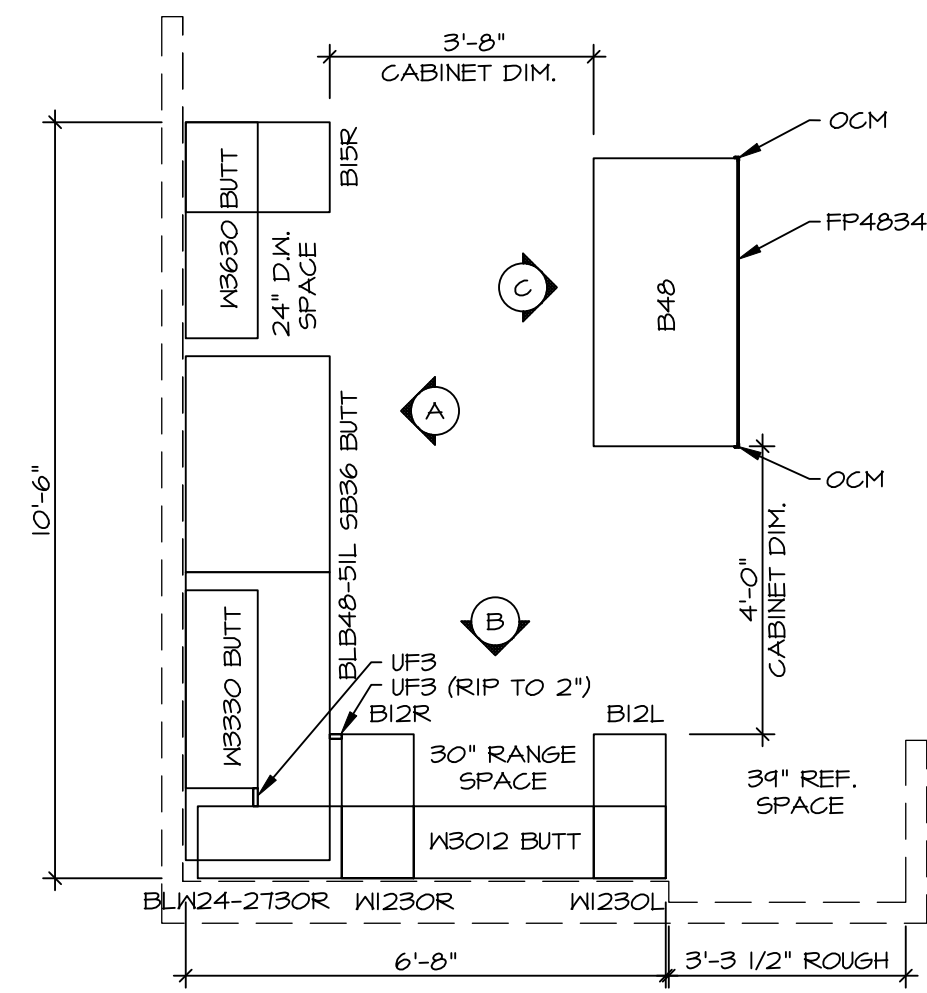 3'-8"
CABINET DIM.
OCM
FP4834
B15R
W3630 BUTT
24" D.W.
SPACE
C
B48
A
OCM
10'-6"
BLB48-51L SB36 BUTT
4'-0"
CABINET DIM.
B
W3330 BUTT
UF3
UF3 (RIP TO 2")
B12R
B12L
30" RANGE
SPACE
39" REF.
SPACE
W3012 BUTT
BLW24-2730R
W1230R
W1230L
6'-8"
3'-3 1/2" ROUGH